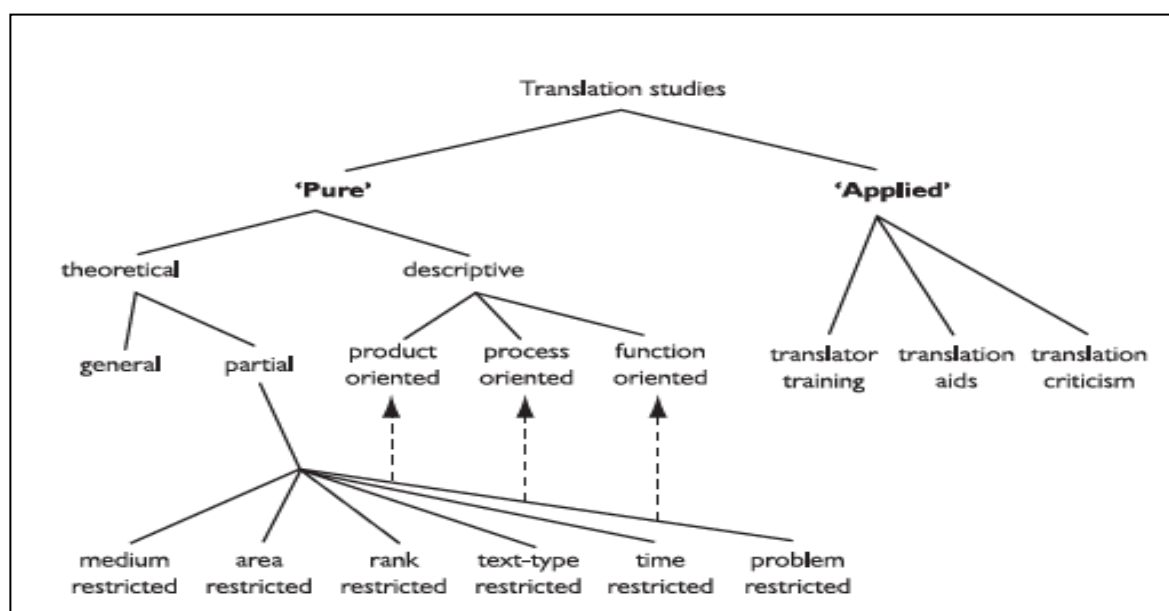 Translation studies
‘Pure’
‘Applied’
theoretical
descriptive
general
partial
product
oriented
process
oriented
function
oriented
translator
training
translation
aids
translation
criticism
medium
restricted
area
restricted
rank
restricted
text-type
restricted
time
restricted
problem
restricted